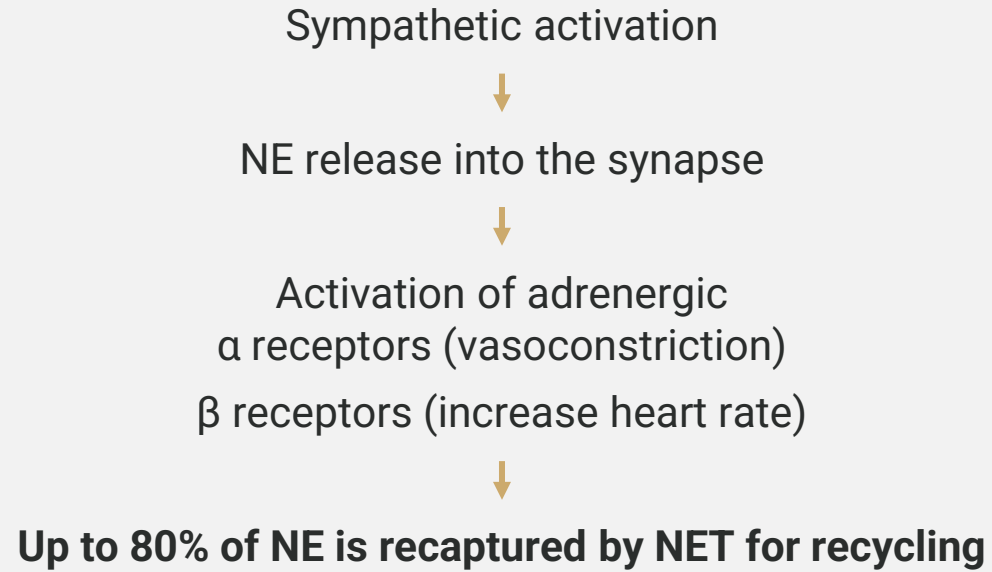 Sympathetic activation
NE release into the synapse
Activation of adrenergic
α receptors (vasoconstriction)
β receptors (increase heart rate)
Up to 80% of NE is recaptured by NET for recycling